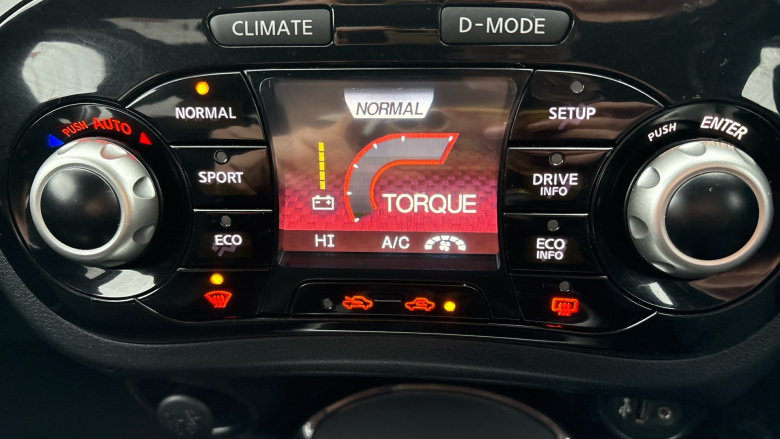 CLIMATE
D-MODE
NORMAL
PUSH AUTO
NORMAL
SETUP
PUSH ENTER
SPORT
DRIVE
INFO
TORQUE
ECO
HI
A/C
ECO
INFO